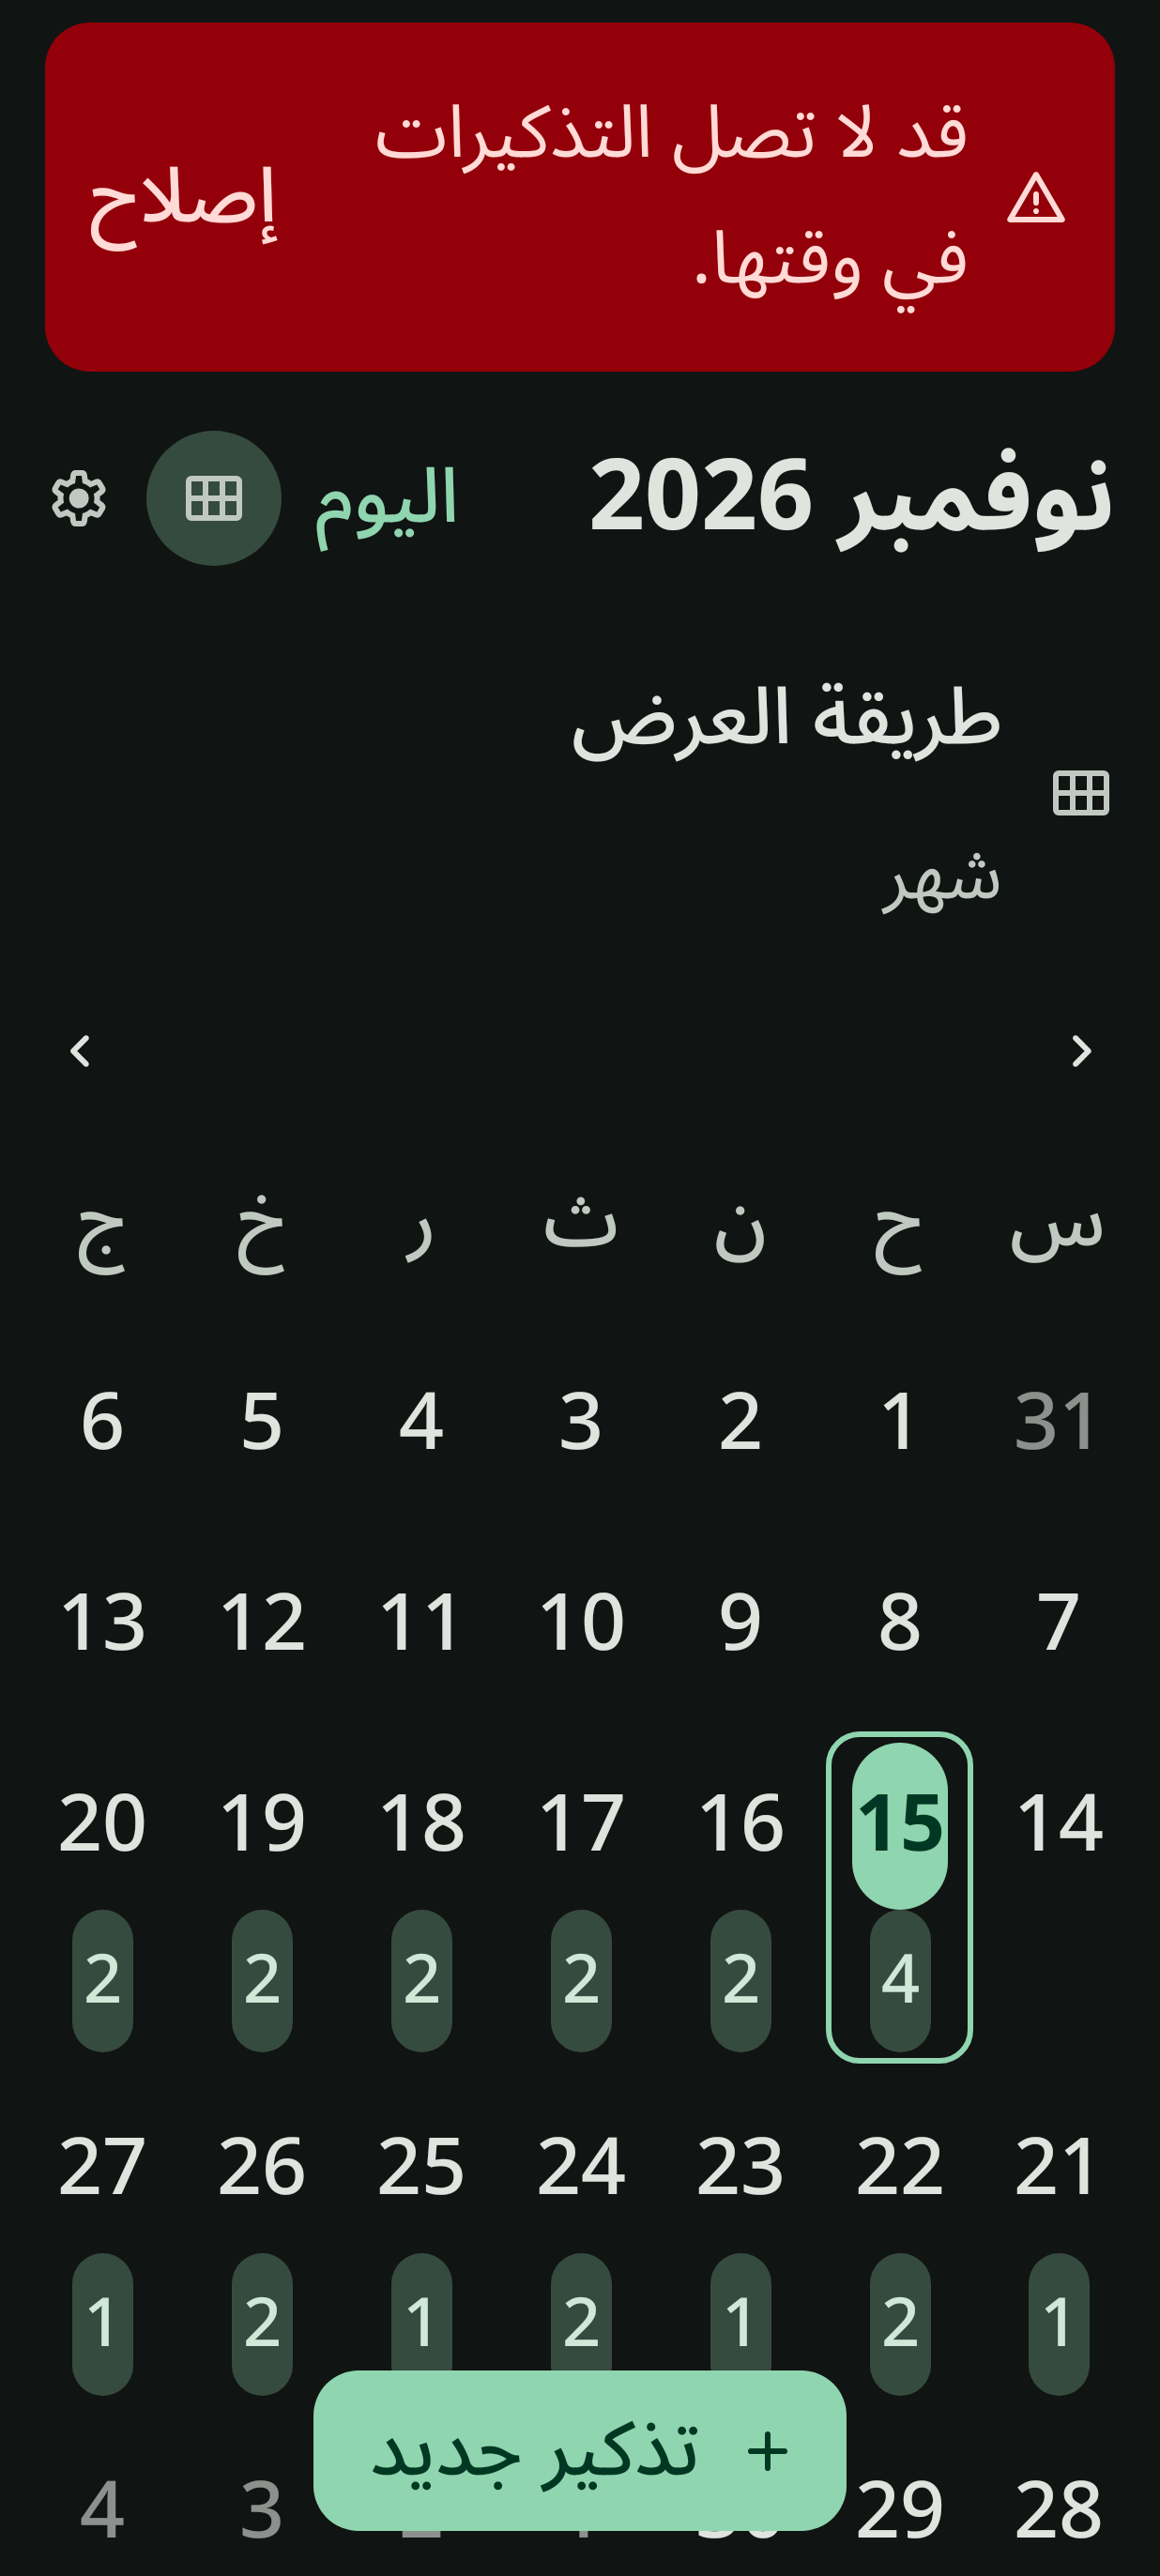 قد لا تصل التذكيرات
في وقتها.
إصلاح
نوفمبر 2026
اليوم
طريقة العرض
شهر
س ح ن ث ر خ ج
31 1 2 3 4 5 6
7 8 9 10 11 12 13
14 15 16 17 18 19 20
4 2 2 2 2 2
21 22 23 24 25 26 27
1 2 1 2 1 2 1
28 29 3 4
تذكير جديد